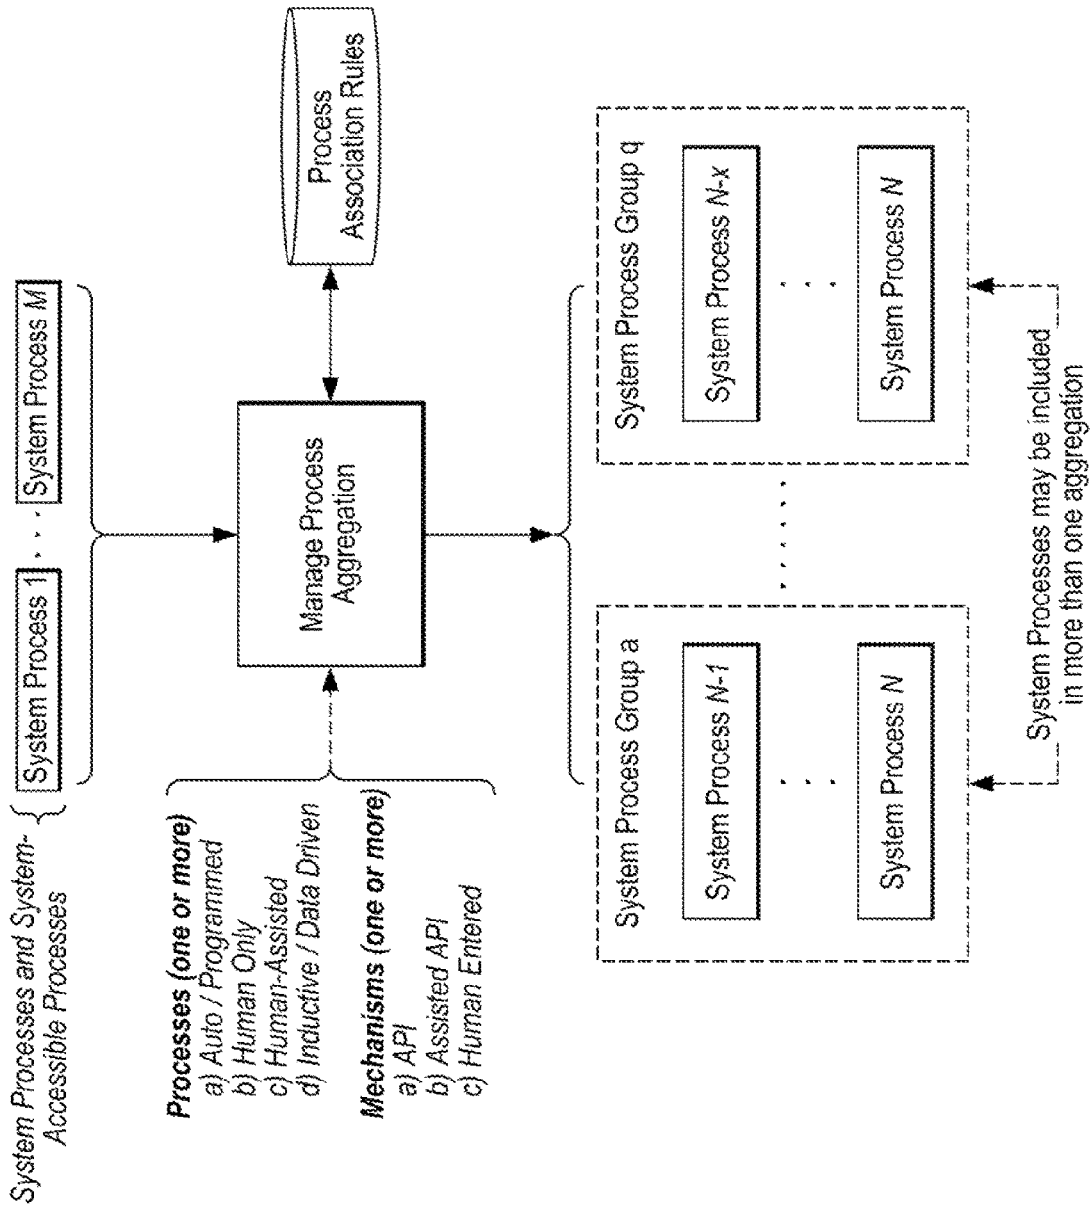 System Processes and System-
Accessible Processes
System Process 1
. . .
System Process M
Processes (one or more)
a) Auto / Programmed
b) Human Only
c) Human-Assisted
d) Inductive / Data Driven
Mechanisms (one or more)
a) API
b) Assisted API
c) Human Entered
Manage Process
Aggregation
Process
Association Rules
System Process Group a
System Process N-1
. . .
System Process N
. . . . . .
System Process Group q
System Process N-x
. . .
System Process N
System Processes may be included
in more than one aggregation